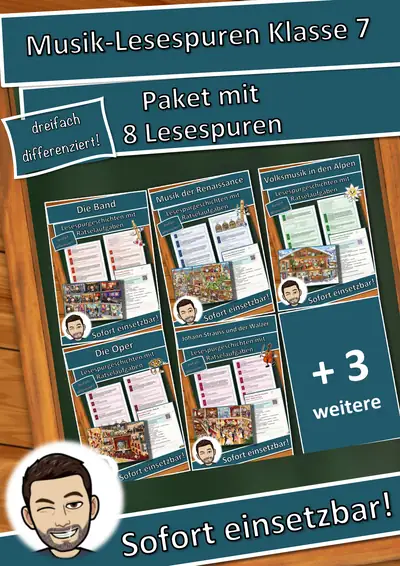 Musik-Lesespuren Klasse 7
Paket mit
8 Lesespuren
dreifach
differenziert!
Die Band
Lesespurgeschichten mit
Rätselaufgaben
Sofort einsetzbar!
Musik der Renaissance
Lesespurgeschichten mit
Rätselaufgaben
Sofort einsetzbar!
Volksmusik in den Alpen
Lesespurgeschichten mit
Rätselaufgaben
Sofort einsetzbar!
Die Oper
Lesespurgeschichten mit
Rätselaufgaben
Sofort einsetzbar!
Johann Strauss und der Walzer
Lesespurgeschichten mit
Rätselaufgaben
Sofort einsetzbar!
+ 3
weitere
Sofort einsetzbar!